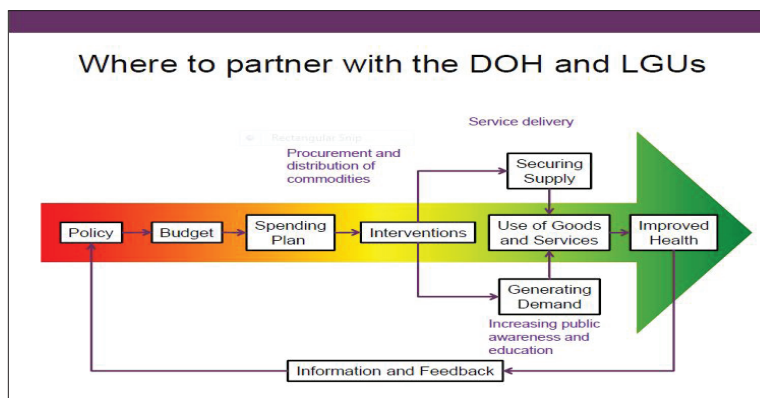 Where to partner with the DOH and LGUs
Rectangular Snip
Service delivery
Procurement and
distribution of
commodities
Securing
Supply
Policy
Budget
Spending
Plan
Interventions
Use of Goods
and Services
Improved
Health
Generating
Demand
Increasing public
awareness and
education
Information and Feedback